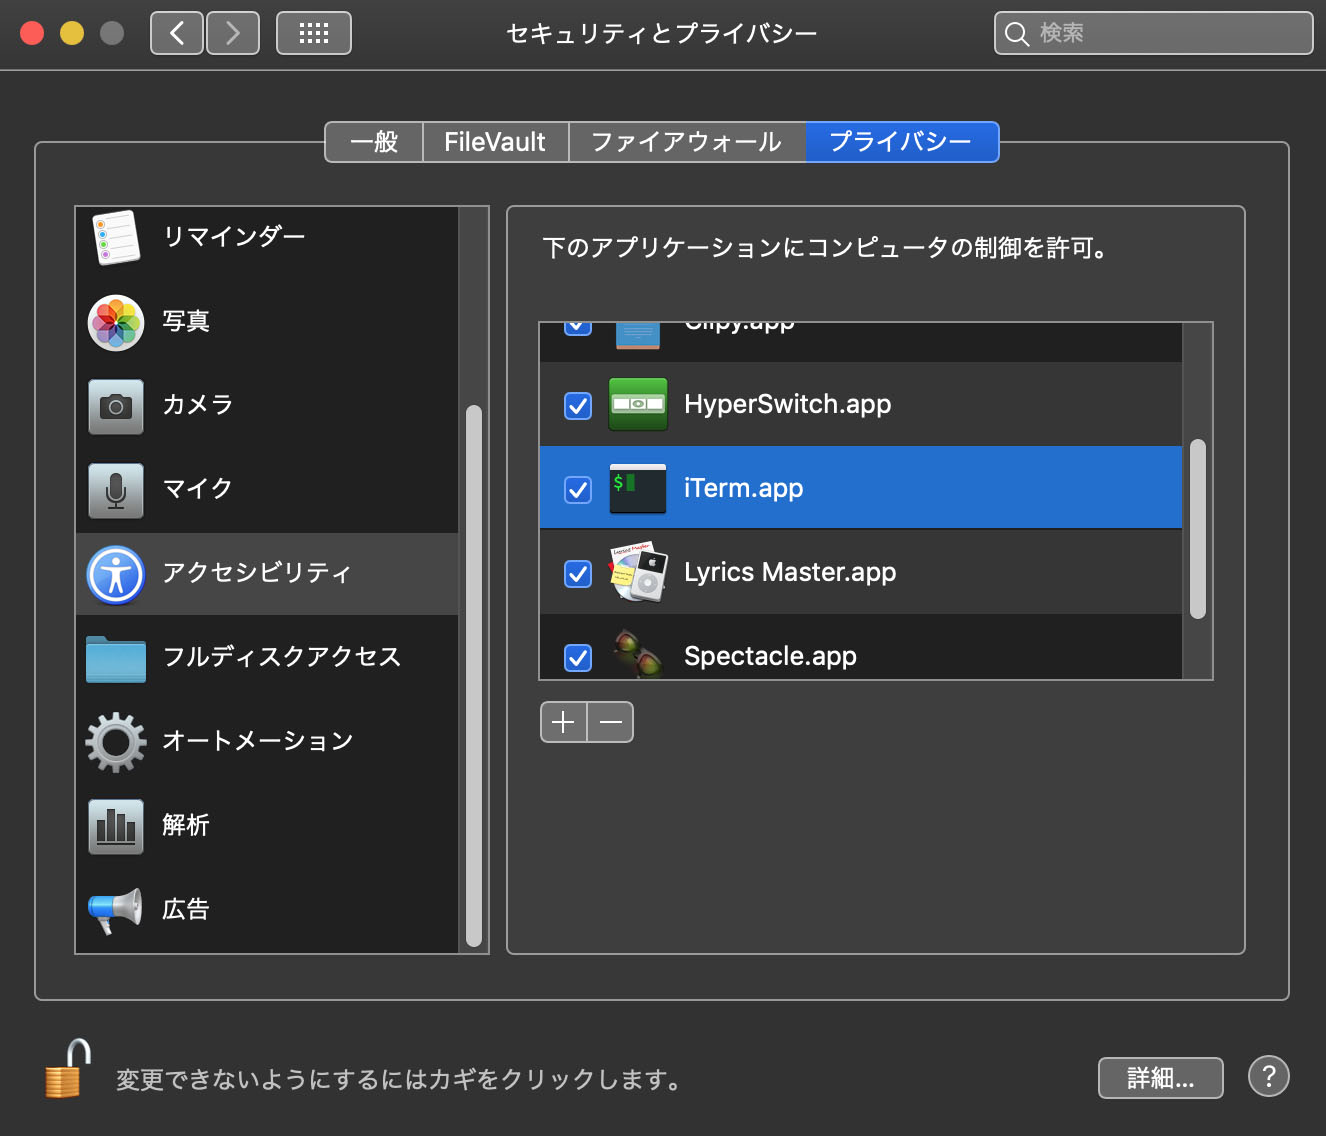 セキュリティとプライバシー
検索
一般
FileVault
ファイアウォール
プライバシー
リマインダー
写真
カメラ
マイク
アクセシビリティ
フルディスクアクセス
オートメーション
解析
広告
下のアプリケーションにコンピュータの制御を許可。
Clipy.app
HyperSwitch.app
$
iTerm.app
Lyrics Master.app
Spectacle.app
変更できないようにするにはカギをクリックします。
詳細...
?